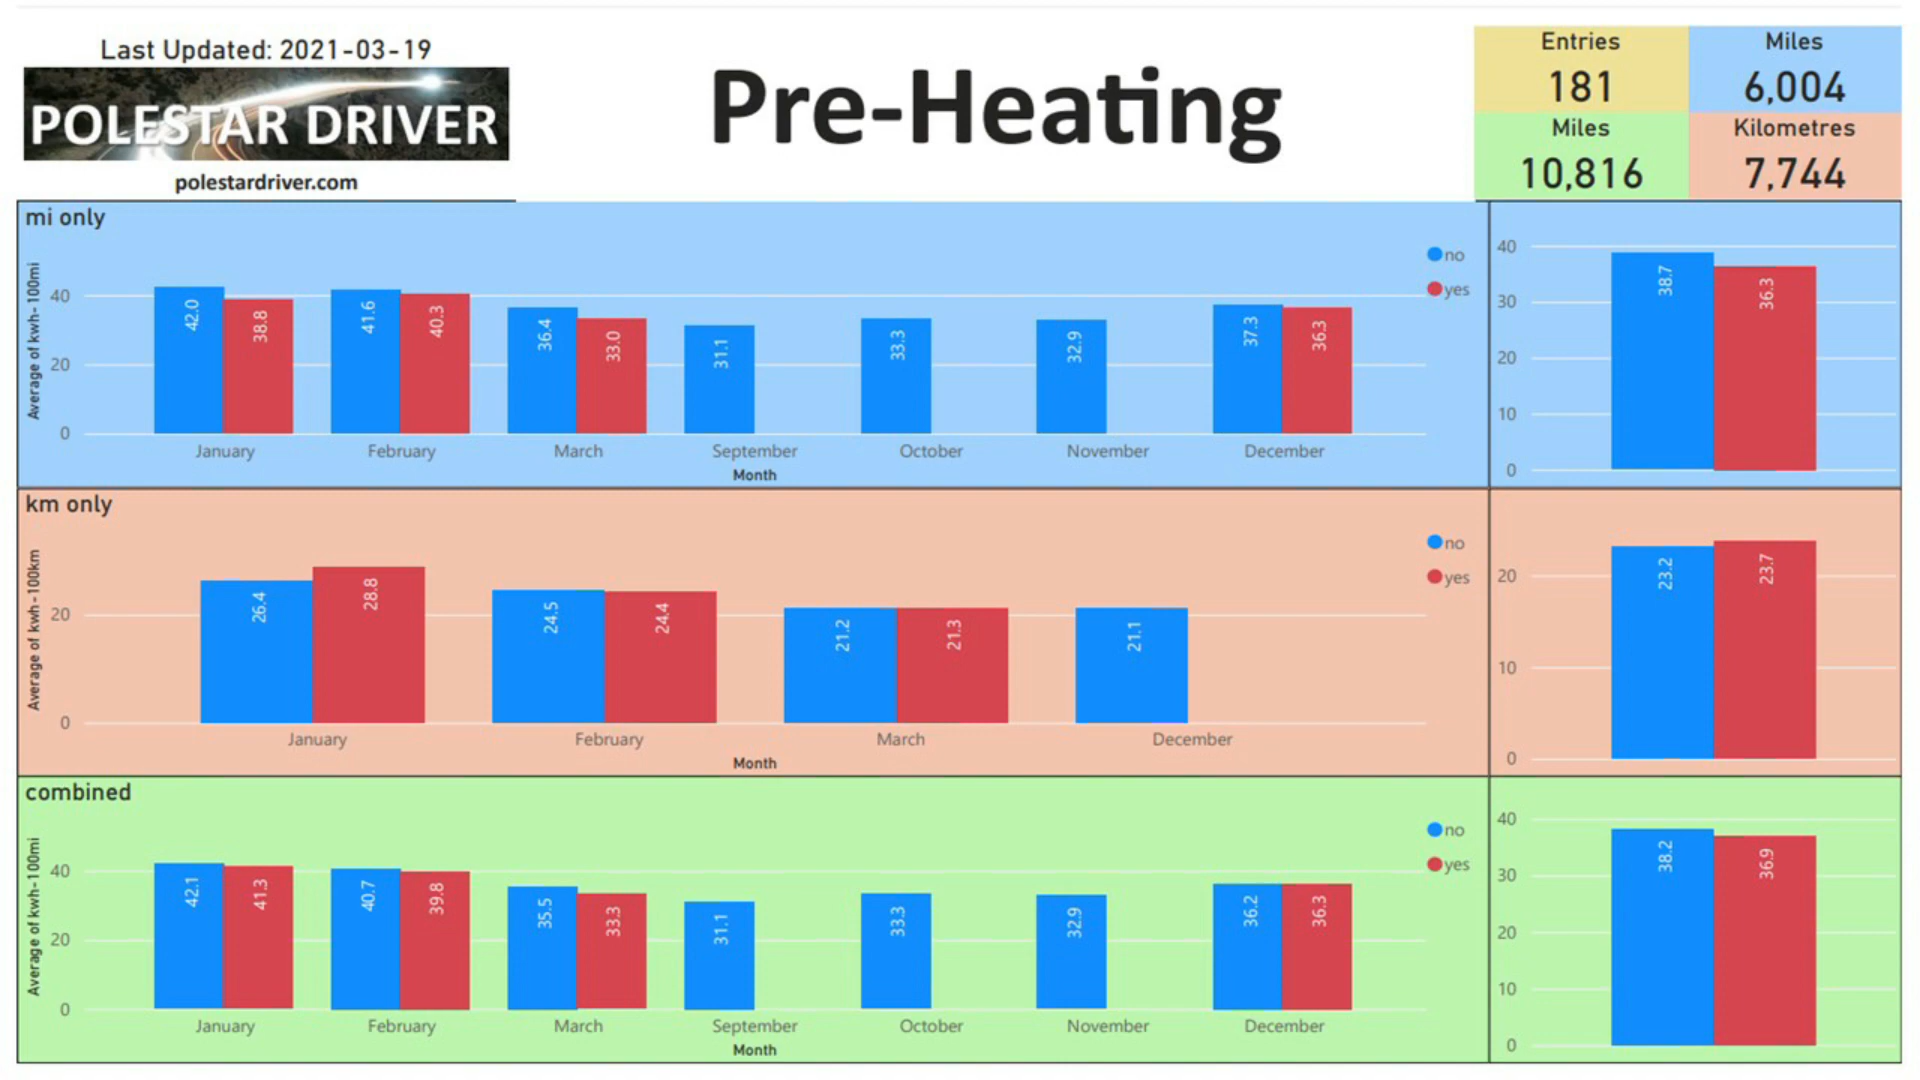 Last Updated: 2021-03-19
POLESTAR DRIVER
polestardriver.com
Pre-Heating
Entries
181
Miles
6,004
Miles
10,816
Kilometres
7,744
mi only
Average of kwh- 100mi
40
20
0
42.0
38.8
41.6
40.3
36.4
33.0
31.1
33.3
32.9
37.3
36.3
January
February
March
September
October
November
December
Month
no
yes
40
30
20
10
0
38.7
36.3
km only
Average of kwh-100km
20
0
26.4
28.8
24.5
24.4
21.2
21.3
21.1
January
February
March
December
Month
no
yes
20
10
0
23.2
23.7
combined
Average of kwh-100mi
40
20
0
42.1
41.3
40.7
39.8
35.5
33.3
31.1
33.3
32.9
36.2
36.3
January
February
March
September
October
November
December
Month
no
yes
40
30
20
10
0
38.2
36.9